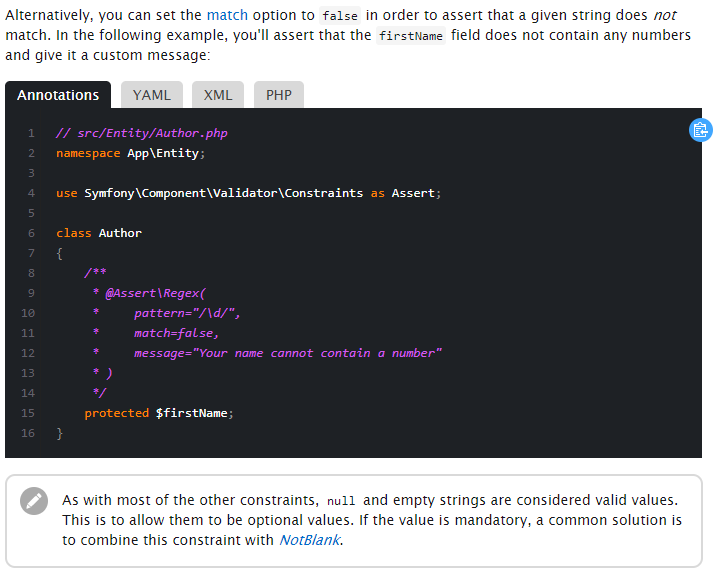 Alternatively, you can set the match option to false in order to assert that a given string does not
match. In the following example, you'll assert that the firstName field does not contain any numbers
and give it a custom message:
Annotations YAML XML PHP
1 // src/Entity/Author.php
2 namespace App\Entity;
3
4 use Symfony\Component\Validator\Constraints as Assert;
5
6 class Author
7 {
8     /**
9      * @Assert\Regex(
10      *     pattern="/\d/",
11      *     match=false,
12      *     message="Your name cannot contain a number"
13      * )
14      */
15     protected $firstName;
16 }
As with most of the other constraints, null and empty strings are considered valid values.
This is to allow them to be optional values. If the value is mandatory, a common solution is
to combine this constraint with NotBlank.